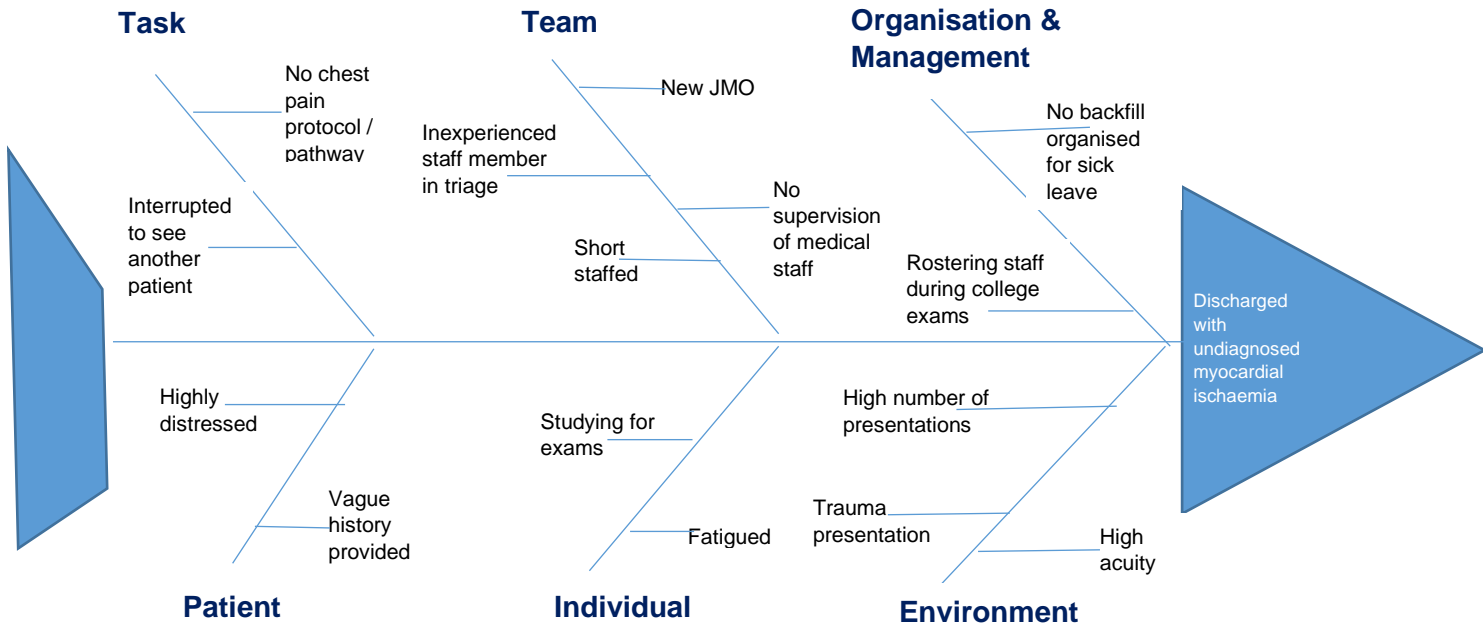 Task
No chest
pain
protocol /
pathway
Interrupted
to see
another
patient
Team
New JMO
Inexperienced
staff member
in triage
No
supervision
of medical
staff
Short
staffed
Organisation &
Management
No backfill
organised
for sick
leave
Rostering staff
during college
exams
Discharged
with
undiagnosed
myocardial
ischaemia
Highly
distressed
Vague
history
provided
Patient
Studying for
exams
Fatigued
Individual
High number of
presentations
Trauma
presentation
High
acuity
Environment